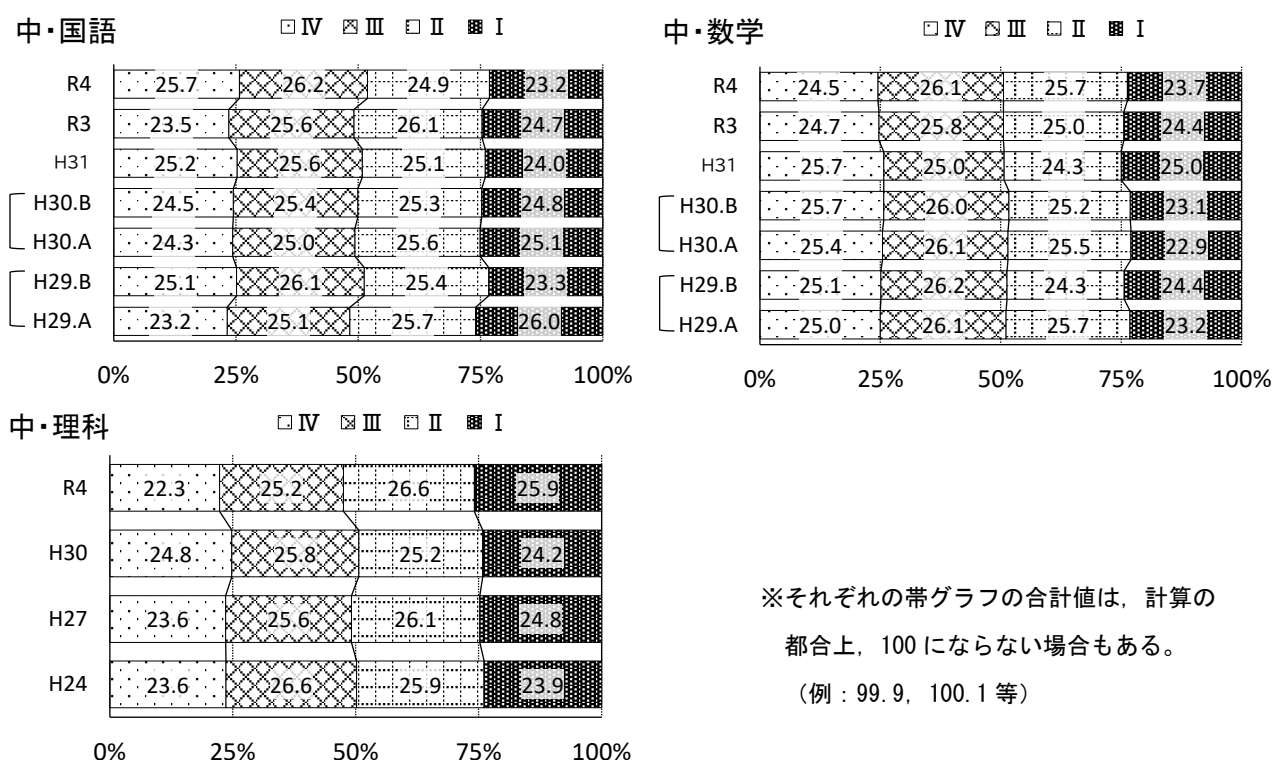 中・国語
Ⅳ Ⅲ Ⅱ Ⅰ
R4 25.7 26.2 24.9 23.2
R3 23.5 25.6 26.1 24.7
H31 25.2 25.6 25.1 24.0
H30.B 24.5 25.4 25.3 24.8
H30.A 24.3 25.0 25.6 25.1
H29.B 25.1 26.1 25.4 23.3
H29.A 23.2 25.1 25.7 26.0
0% 25% 50% 75% 100%
中・数学
Ⅳ Ⅲ Ⅱ Ⅰ
R4 24.5 26.1 25.7 23.7
R3 24.7 25.8 25.0 24.4
H31 25.7 25.0 24.3 25.0
H30.B 25.7 26.0 25.2 23.1
H30.A 25.4 26.1 25.5 22.9
H29.B 25.1 26.2 24.3 24.4
H29.A 25.0 26.1 25.7 23.2
0% 25% 50% 75% 100%
中・理科
Ⅳ Ⅲ Ⅱ Ⅰ
R4 22.3 25.2 26.6 25.9
H30 24.8 25.8 25.2 24.2
H27 23.6 25.6 26.1 24.8
H24 23.6 26.6 25.9 23.9
0% 25% 50% 75% 100%
※それぞれの帯グラフの合計値は，計算の
都合上，100 にならない場合もある。
（例：99.9，100.1 等）